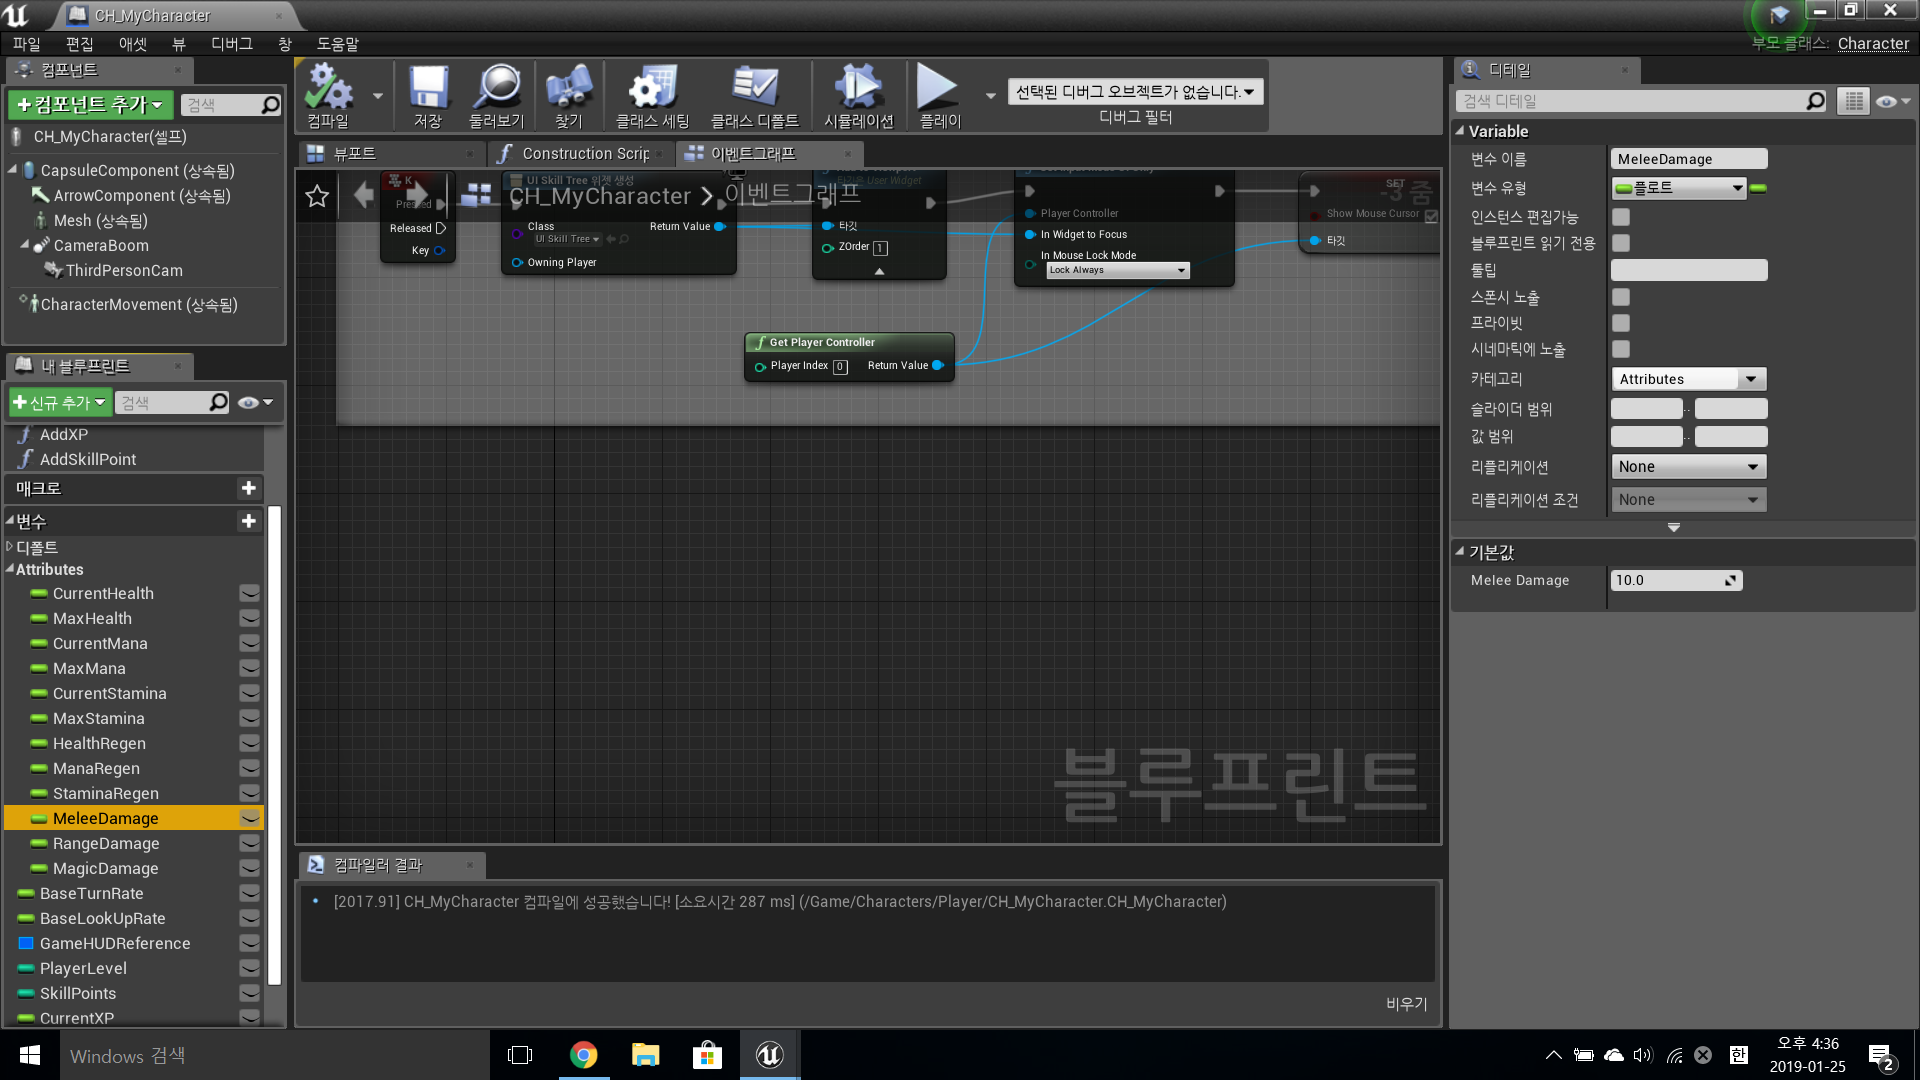 CH_MyCharacter
파일 편집 애셋 뷰 디버그 창 도움말
부모 클래스: Character
컴포넌트
+컴포넌트 추가
검색
CH_MyCharacter(셀프)
CapsuleComponent (상속됨)
ArrowComponent (상속됨)
Mesh (상속됨)
CameraBoom
ThirdPersonCam
CharacterMovement (상속됨)
내 블루프린트
+신규 추가
검색
AddXP
AddSkillPoint
매크로
변수
디폴트
Attributes
CurrentHealth
MaxHealth
CurrentMana
MaxMana
CurrentStamina
MaxStamina
HealthRegen
ManaRegen
StaminaRegen
MeleeDamage
RangeDamage
MagicDamage
BaseTurnRate
BaseLookUpRate
GameHUDReference
PlayerLevel
SkillPoints
CurrentXP
컴파일
저장
둘러보기
찾기
클래스 세팅
클래스 디폴트
시뮬레이션
플레이
선택된 디버그 오브젝트가 없습니다.
디버그 필터
뷰포트
Construction Scrip
이벤트그래프
CH_MyCharacter > 이벤트그래프
-3 줌
K
Pressed
Released
Key
UI Skill Tree 위젯 생성
Class
UI Skill Tree
Return Value
Owning Player
타깃은 User Widget
타깃
ZOrder 1
Player Controller
In Widget to Focus
In Mouse Lock Mode
Lock Always
SET
Show Mouse Cursor
타깃
Get Player Controller
Player Index 0
Return Value
블루프린트
컴파일러 결과
[2017.91] CH_MyCharacter 컴파일에 성공했습니다! [소요시간 287 ms] (/Game/Characters/Player/CH_MyCharacter.CH_MyCharacter)
비우기
디테일
검색 디테일
Variable
변수 이름 MeleeDamage
변수 유형 플로트
인스턴스 편집가능
블루프린트 읽기 전용
툴팁
스폰시 노출
프라이빗
시네마틱에 노출
카테고리 Attributes
슬라이더 범위 ..
값 범위 ..
리플리케이션 None
리플리케이션 조건 None
기본값
Melee Damage 10.0
Windows 검색
한
오후 4:36
2019-01-25
2